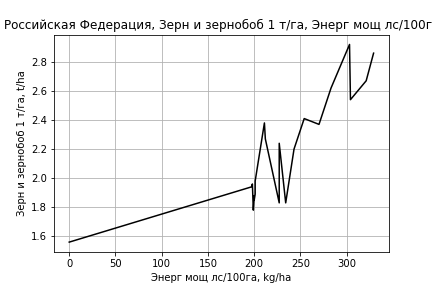 Российская Федерация, Зерн и зернобоб 1 т/га, Энерг мощ лс/100г
Зерн и зернобоб 1 т/га, t/ha
2.8
2.6
2.4
2.2
2.0
1.8
1.6
0 50 100 150 200 250 300
Энерг мощ лс/100га, kg/ha